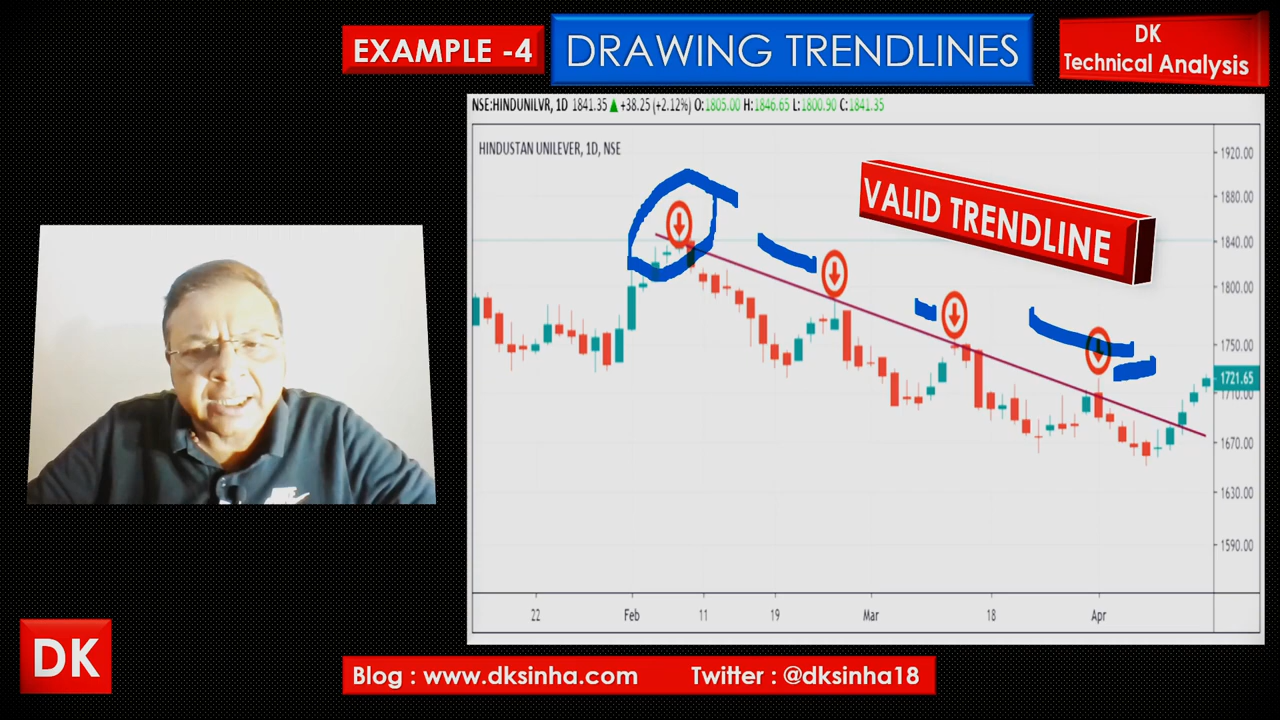 EXAMPLE -4
DRAWING TRENDLINES
DK
Technical Analysis
NSE:HINDUNILVR, 1D 1841.35 ▲ +38.25 (+2.12%) O:1805.00 H:1846.65 L:1800.90 C:1841.35
HINDUSTAN UNILEVER, 1D, NSE
VALID TRENDLINE
1920.00
1880.00
1840.00
1800.00
1750.00
1721.65
1710.00
1670.00
1630.00
1590.00
22 Feb 11 19 Mar 18 Apr
DK
Blog : www.dksinha.com Twitter : @dksinha18